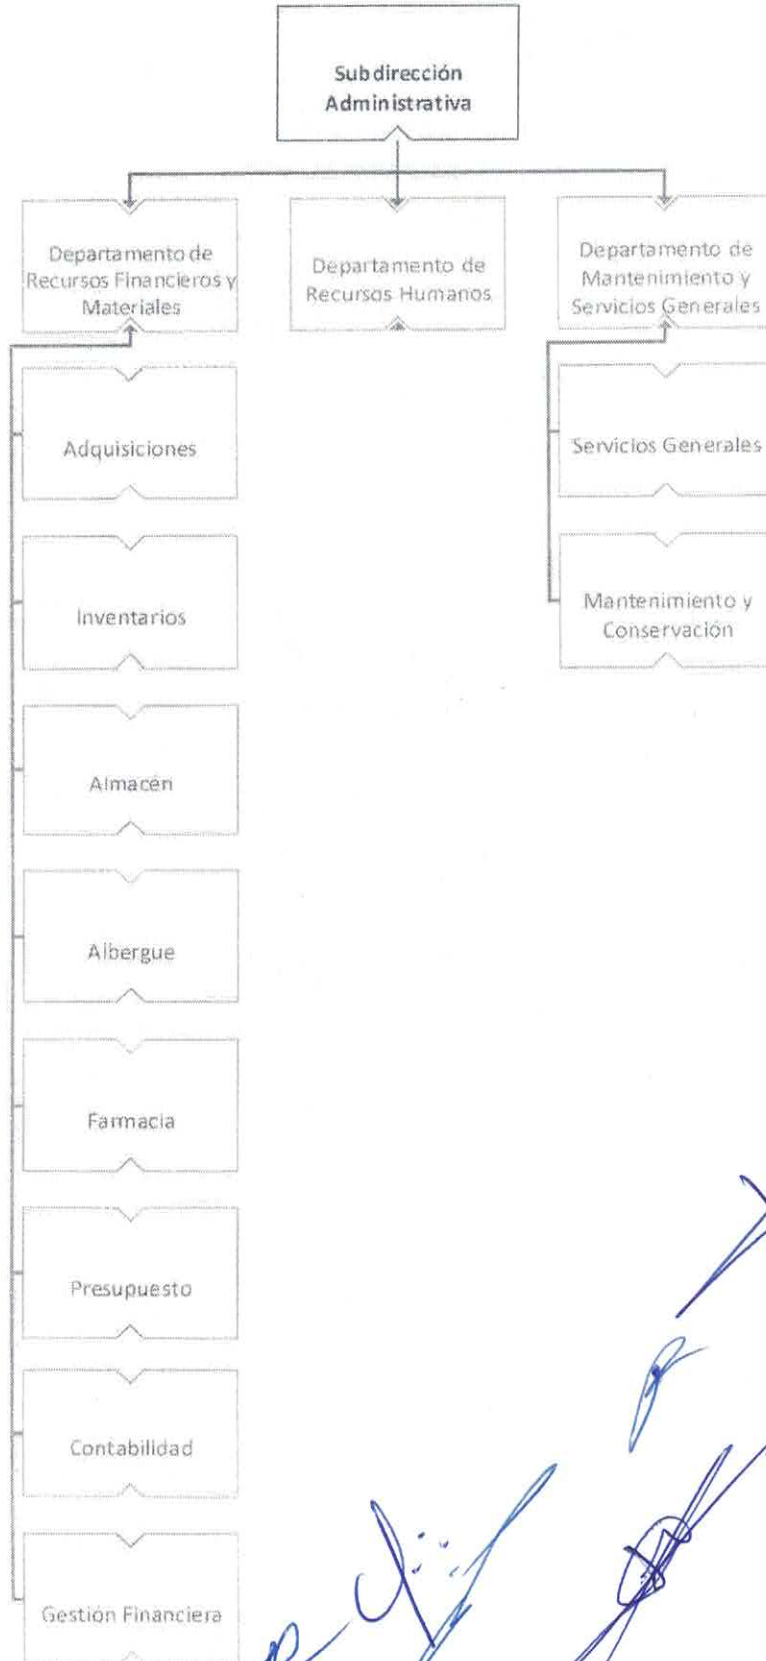 Subdirección
Administrativa
Departamento de
Recursos Financieros y
Materiales
Departamento de
Recursos Humanos
Departamento de
Mantenimiento y
Servicios Generales
Adquisiciones
Inventarios
Almacén
Albergue
Farmacia
Presupuesto
Contabilidad
Gestión Financiera
Servicios Generales
Mantenimiento y
Conservación